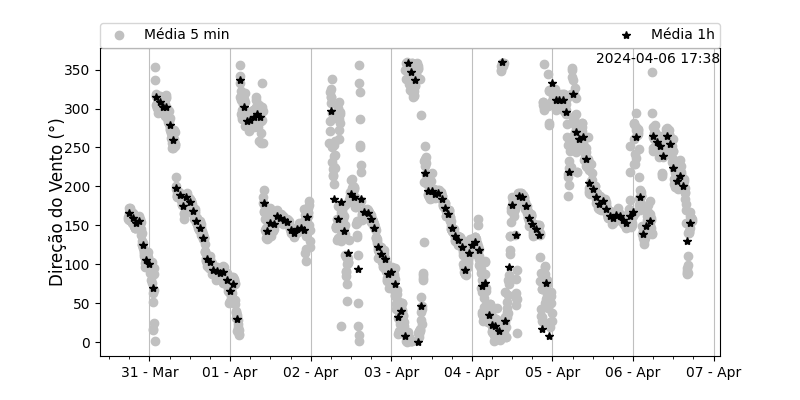 Média 5 min
Média 1h
2024-04-06 17:38
Direção do Vento (°)
350
300
250
200
150
100
50
0
31 - Mar
01 - Apr
02 - Apr
03 - Apr
04 - Apr
05 - Apr
06 - Apr
07 - Apr